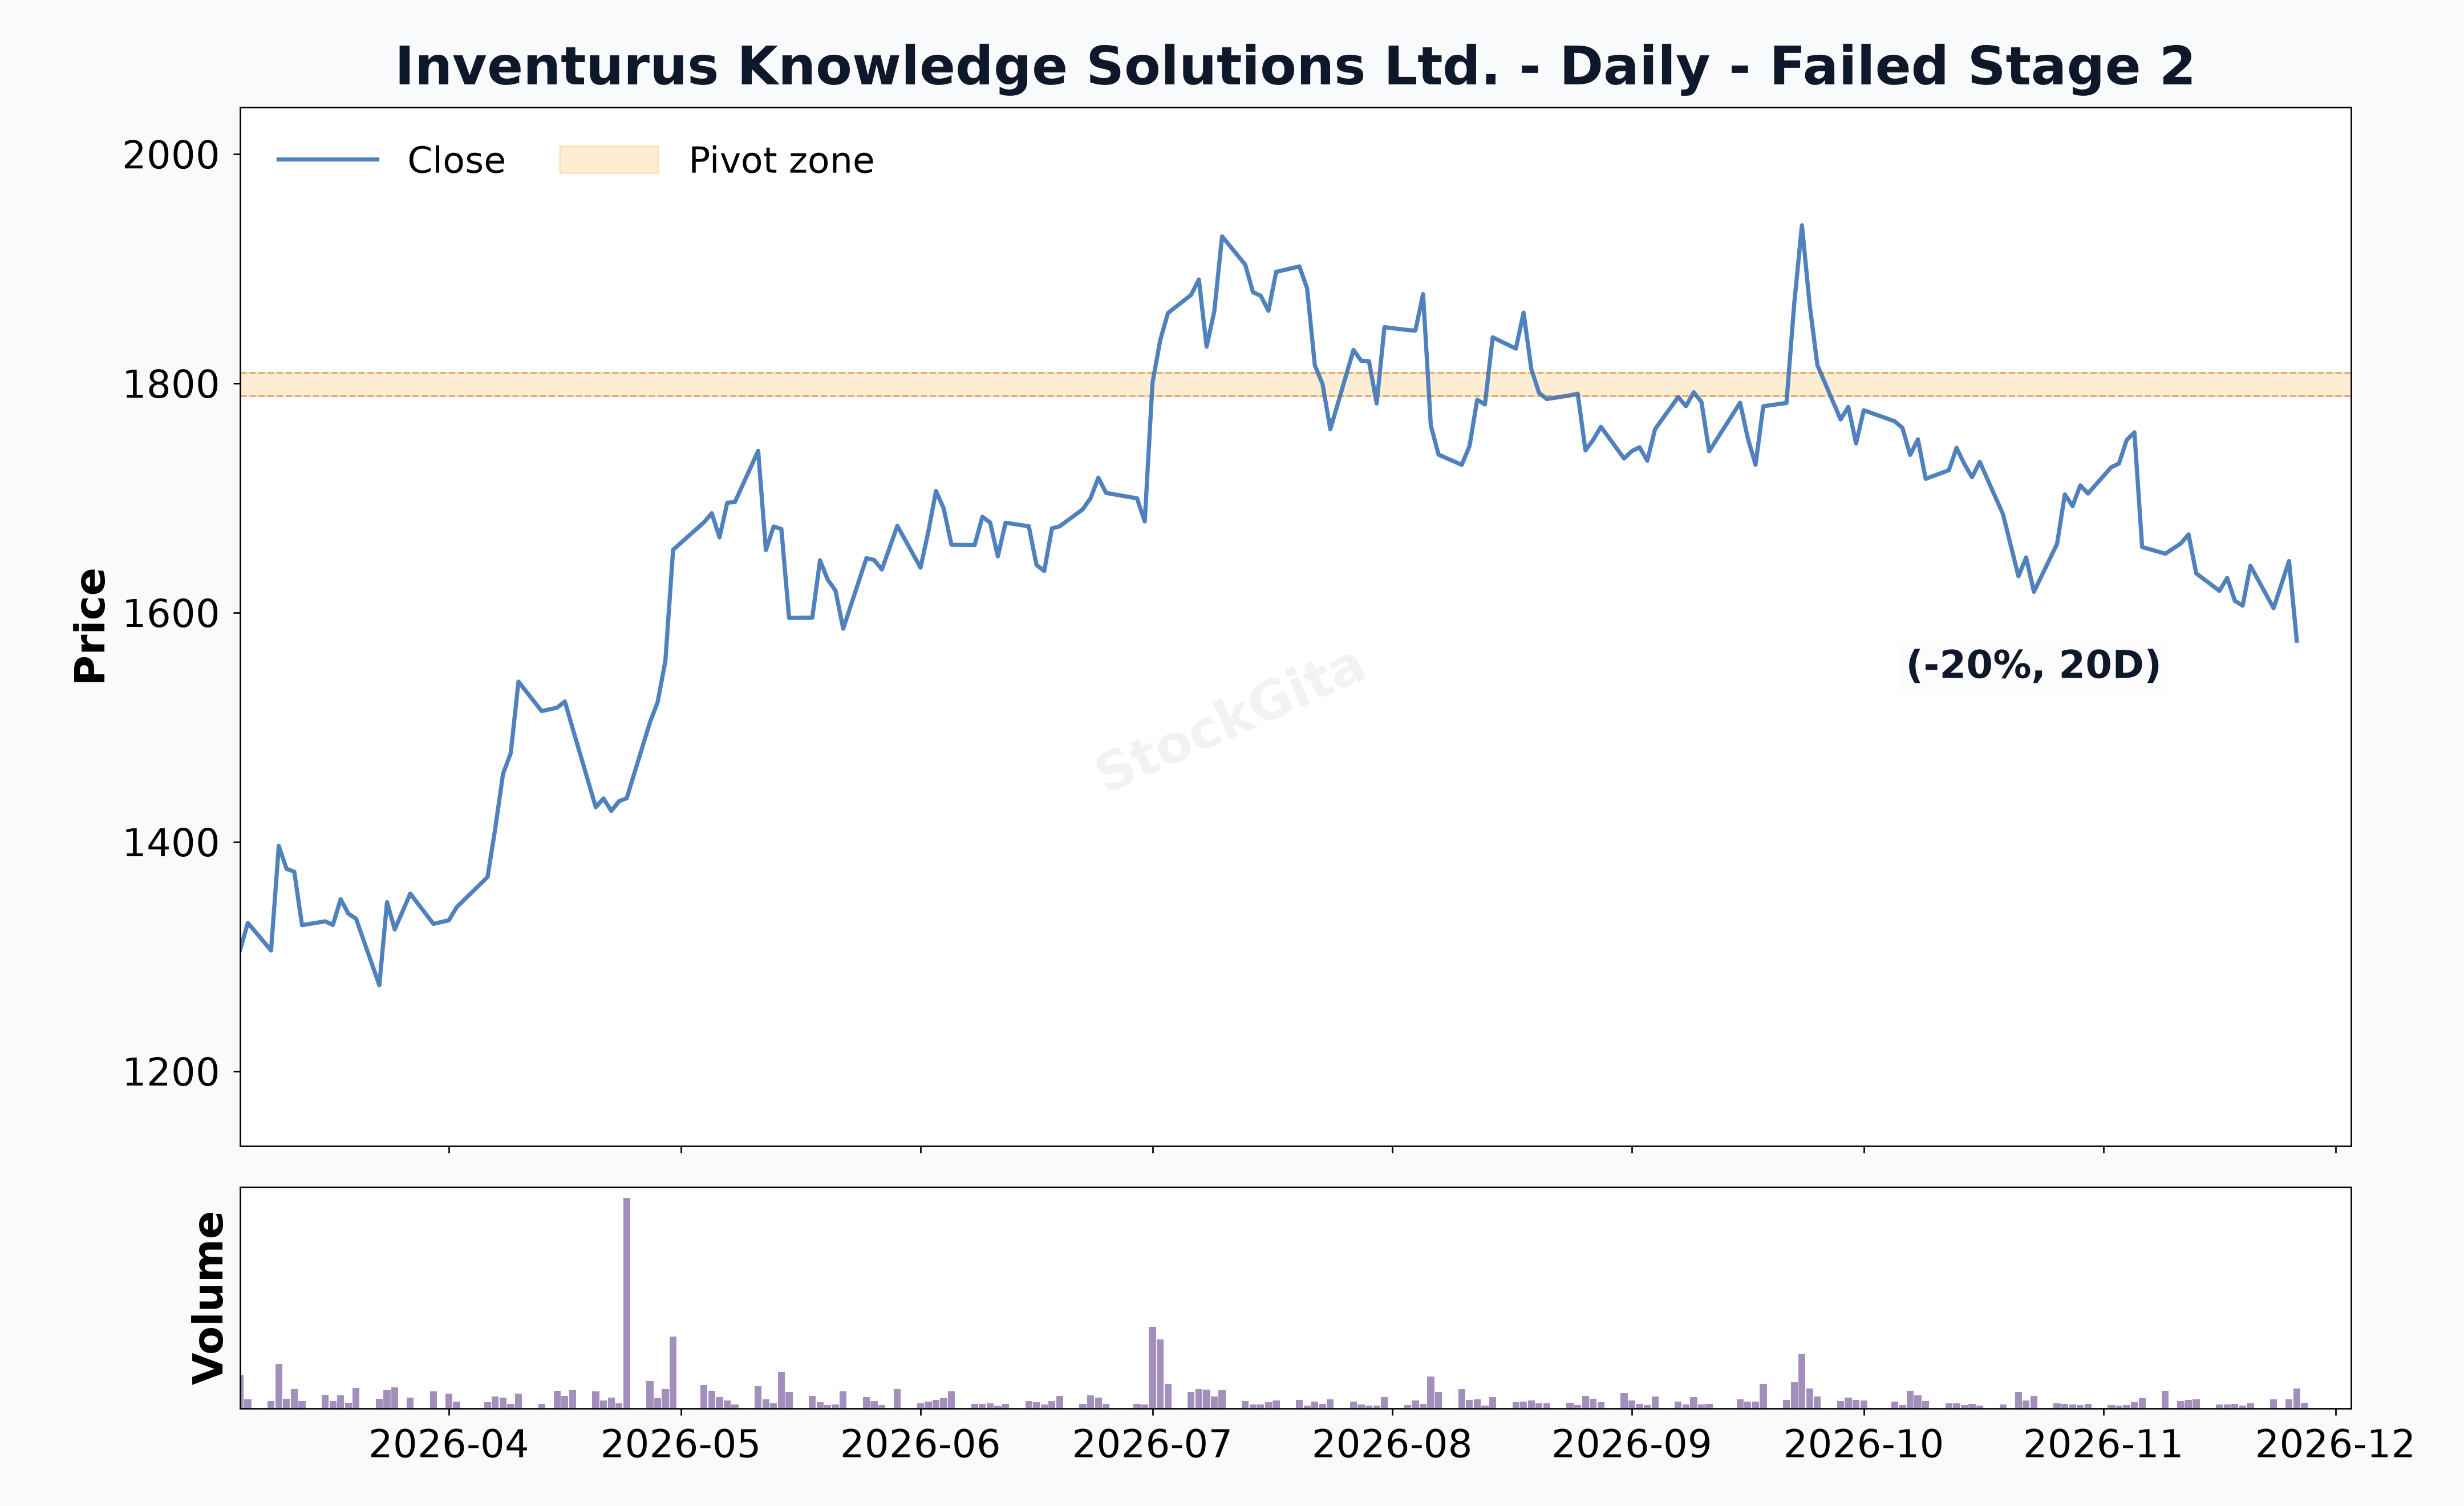 Inventurus Knowledge Solutions Ltd. - Daily - Failed Stage 2
Close
Pivot zone
Price
2000
1800
1600
1400
1200
StockGita
(-20%, 20D)
Volume
2026-04
2026-05
2026-06
2026-07
2026-08
2026-09
2026-10
2026-11
2026-12